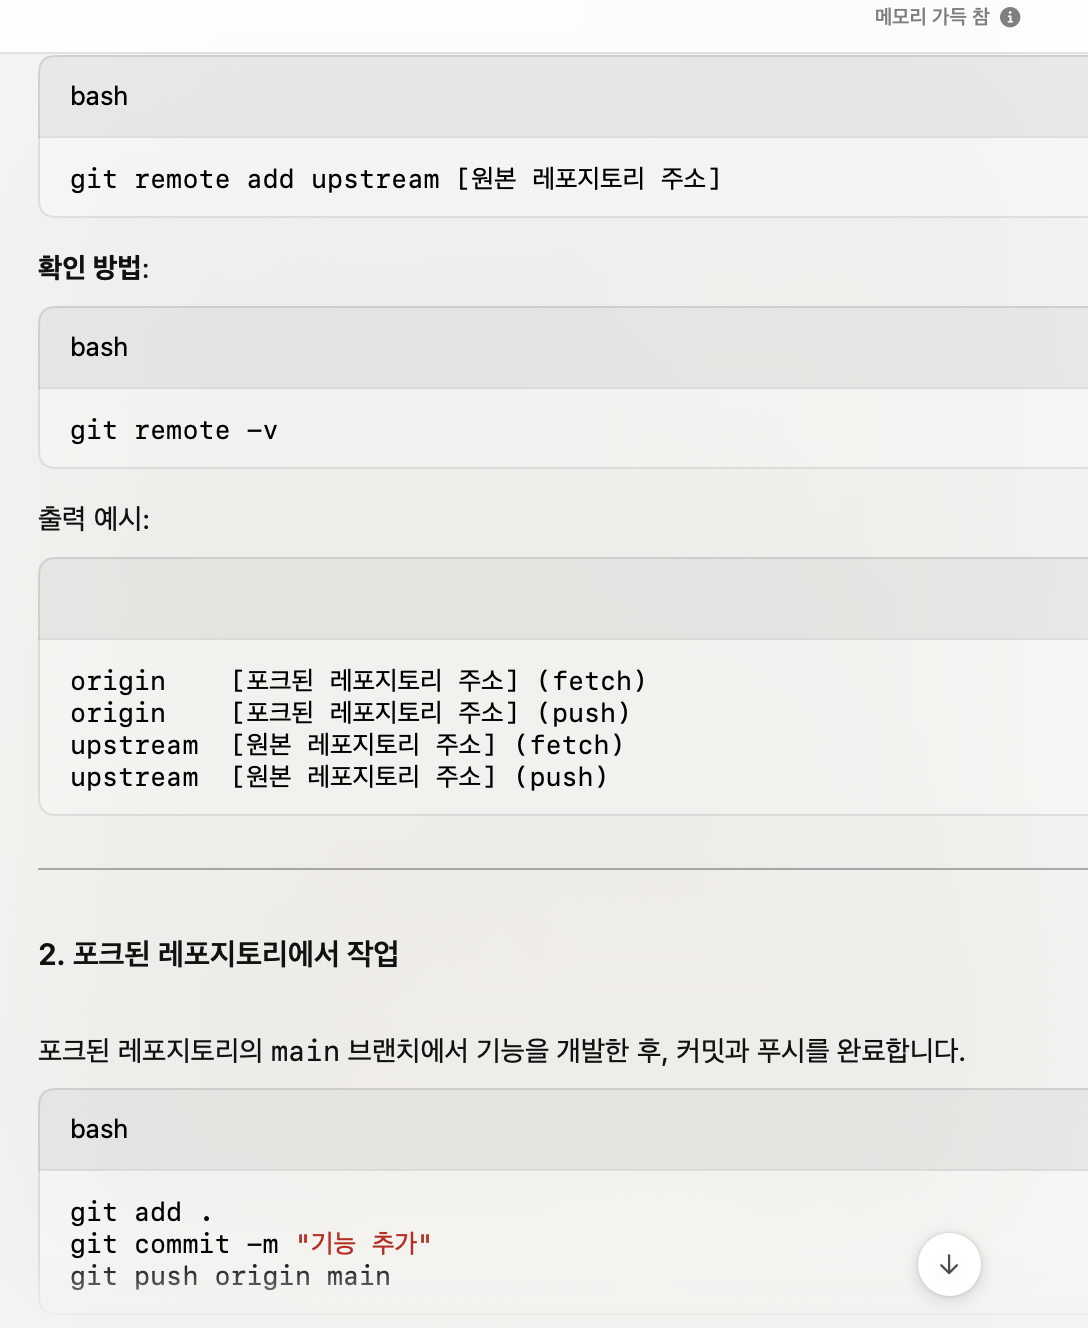 메모리 가득 참
bash
git remote add upstream [원본 레포지토리 주소]
확인 방법:
bash
git remote -v
출력 예시:
origin    [포크된 레포지토리 주소] (fetch)
origin    [포크된 레포지토리 주소] (push)
upstream  [원본 레포지토리 주소] (fetch)
upstream  [원본 레포지토리 주소] (push)
2. 포크된 레포지토리에서 작업
포크된 레포지토리의 main 브랜치에서 기능을 개발한 후, 커밋과 푸시를 완료합니다.
bash
git add .
git commit -m "기능 추가"
git push origin main